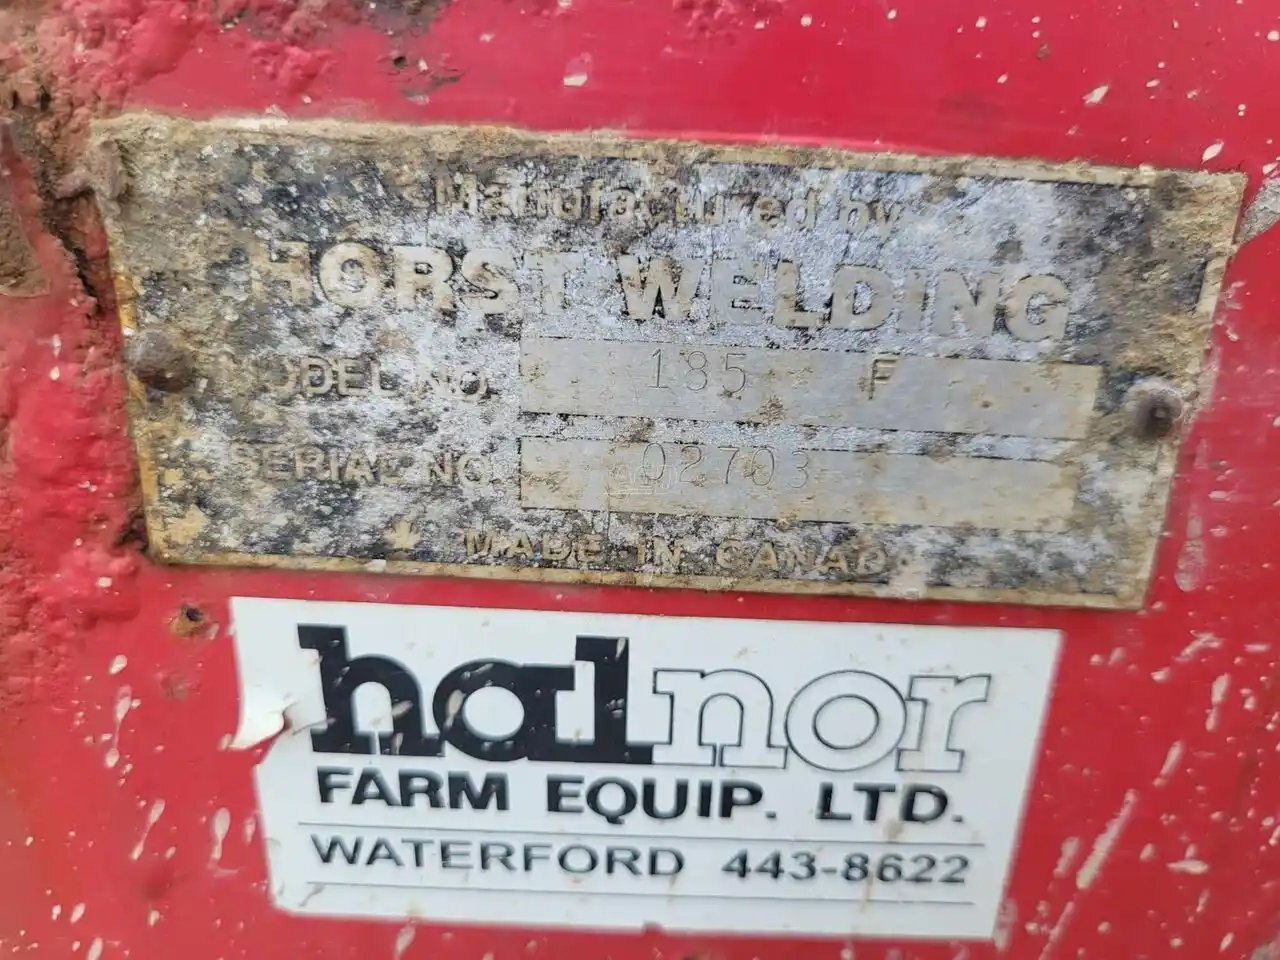 Manufactured by
HORST WELDING
MODEL NO. 185 F
SERIAL NO. 02703
MADE IN CANADA
halnor
FARM EQUIP. LTD.
WATERFORD 443-8622